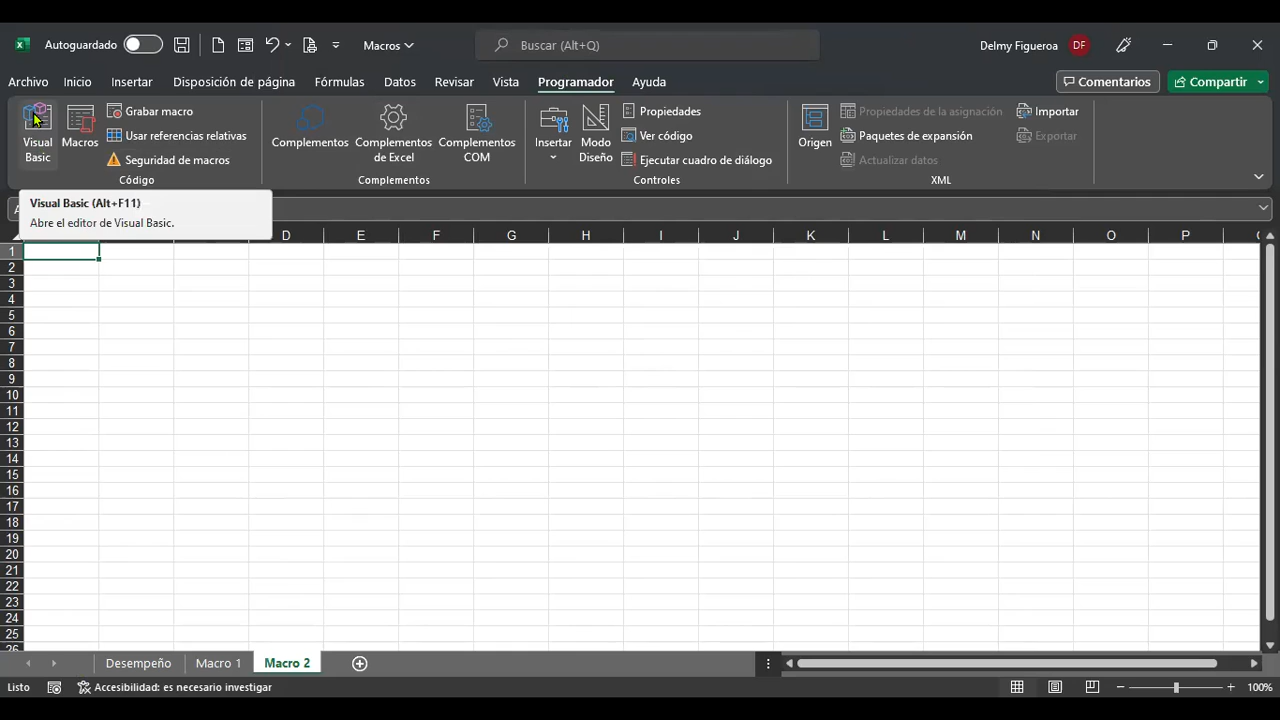 Autoguardado
Macros
Buscar (Alt+Q)
Delmy Figueroa
DF
Archivo Inicio Insertar Disposición de página Fórmulas Datos Revisar Vista Programador Ayuda
Comentarios
Compartir
Visual Basic
Macros
Grabar macro
Usar referencias relativas
Seguridad de macros
Código
Complementos
Complementos de Excel
Complementos COM
Complementos
Insertar
Modo Diseño
Propiedades
Ver código
Ejecutar cuadro de diálogo
Controles
Origen
Propiedades de la asignación
Paquetes de expansión
Actualizar datos
Importar
Exportar
XML
Visual Basic (Alt+F11)
Abre el editor de Visual Basic.
D E F G H I J K L M N O P
1
2
3
4
5
6
7
8
9
10
11
12
13
14
15
16
17
18
19
20
21
22
23
24
25
Desempeño Macro 1 Macro 2
Listo
Accesibilidad: es necesario investigar
100%